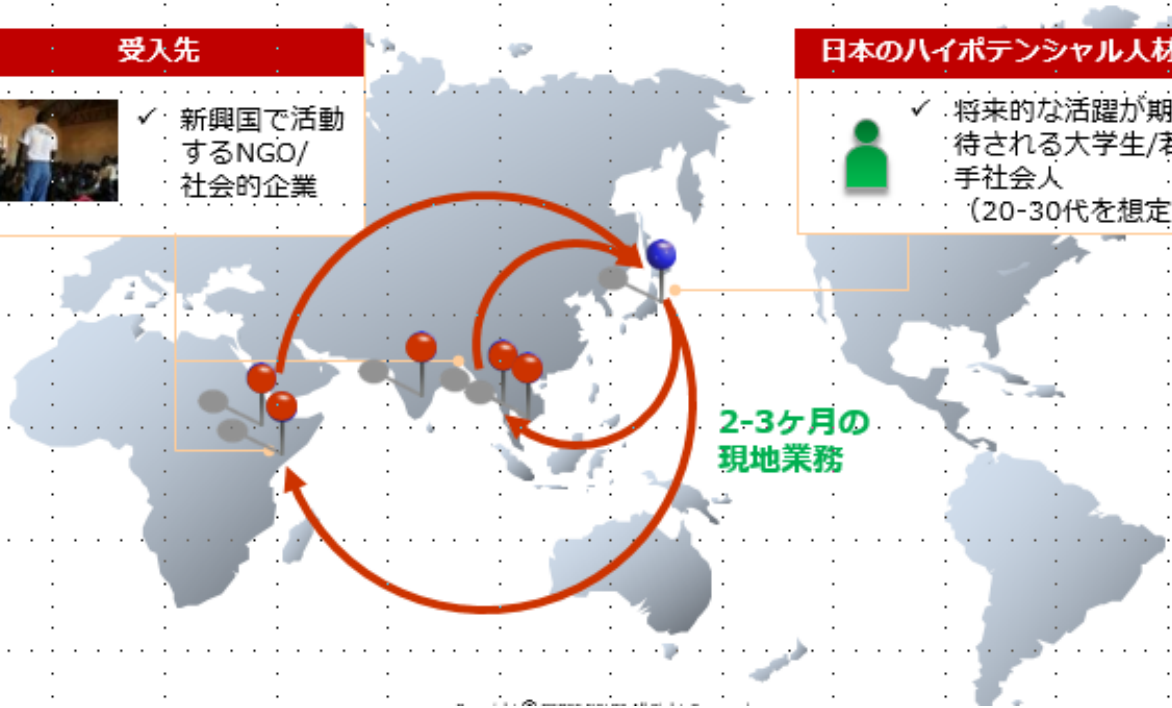 受入先
✓ 新興国で活動
するNGO/
社会的企業
日本のハイポテンシャル人材
✓ 将来的な活躍が期
待される大学生/若
手社会人
（20-30代を想定
2-3ヶ月の
現地業務